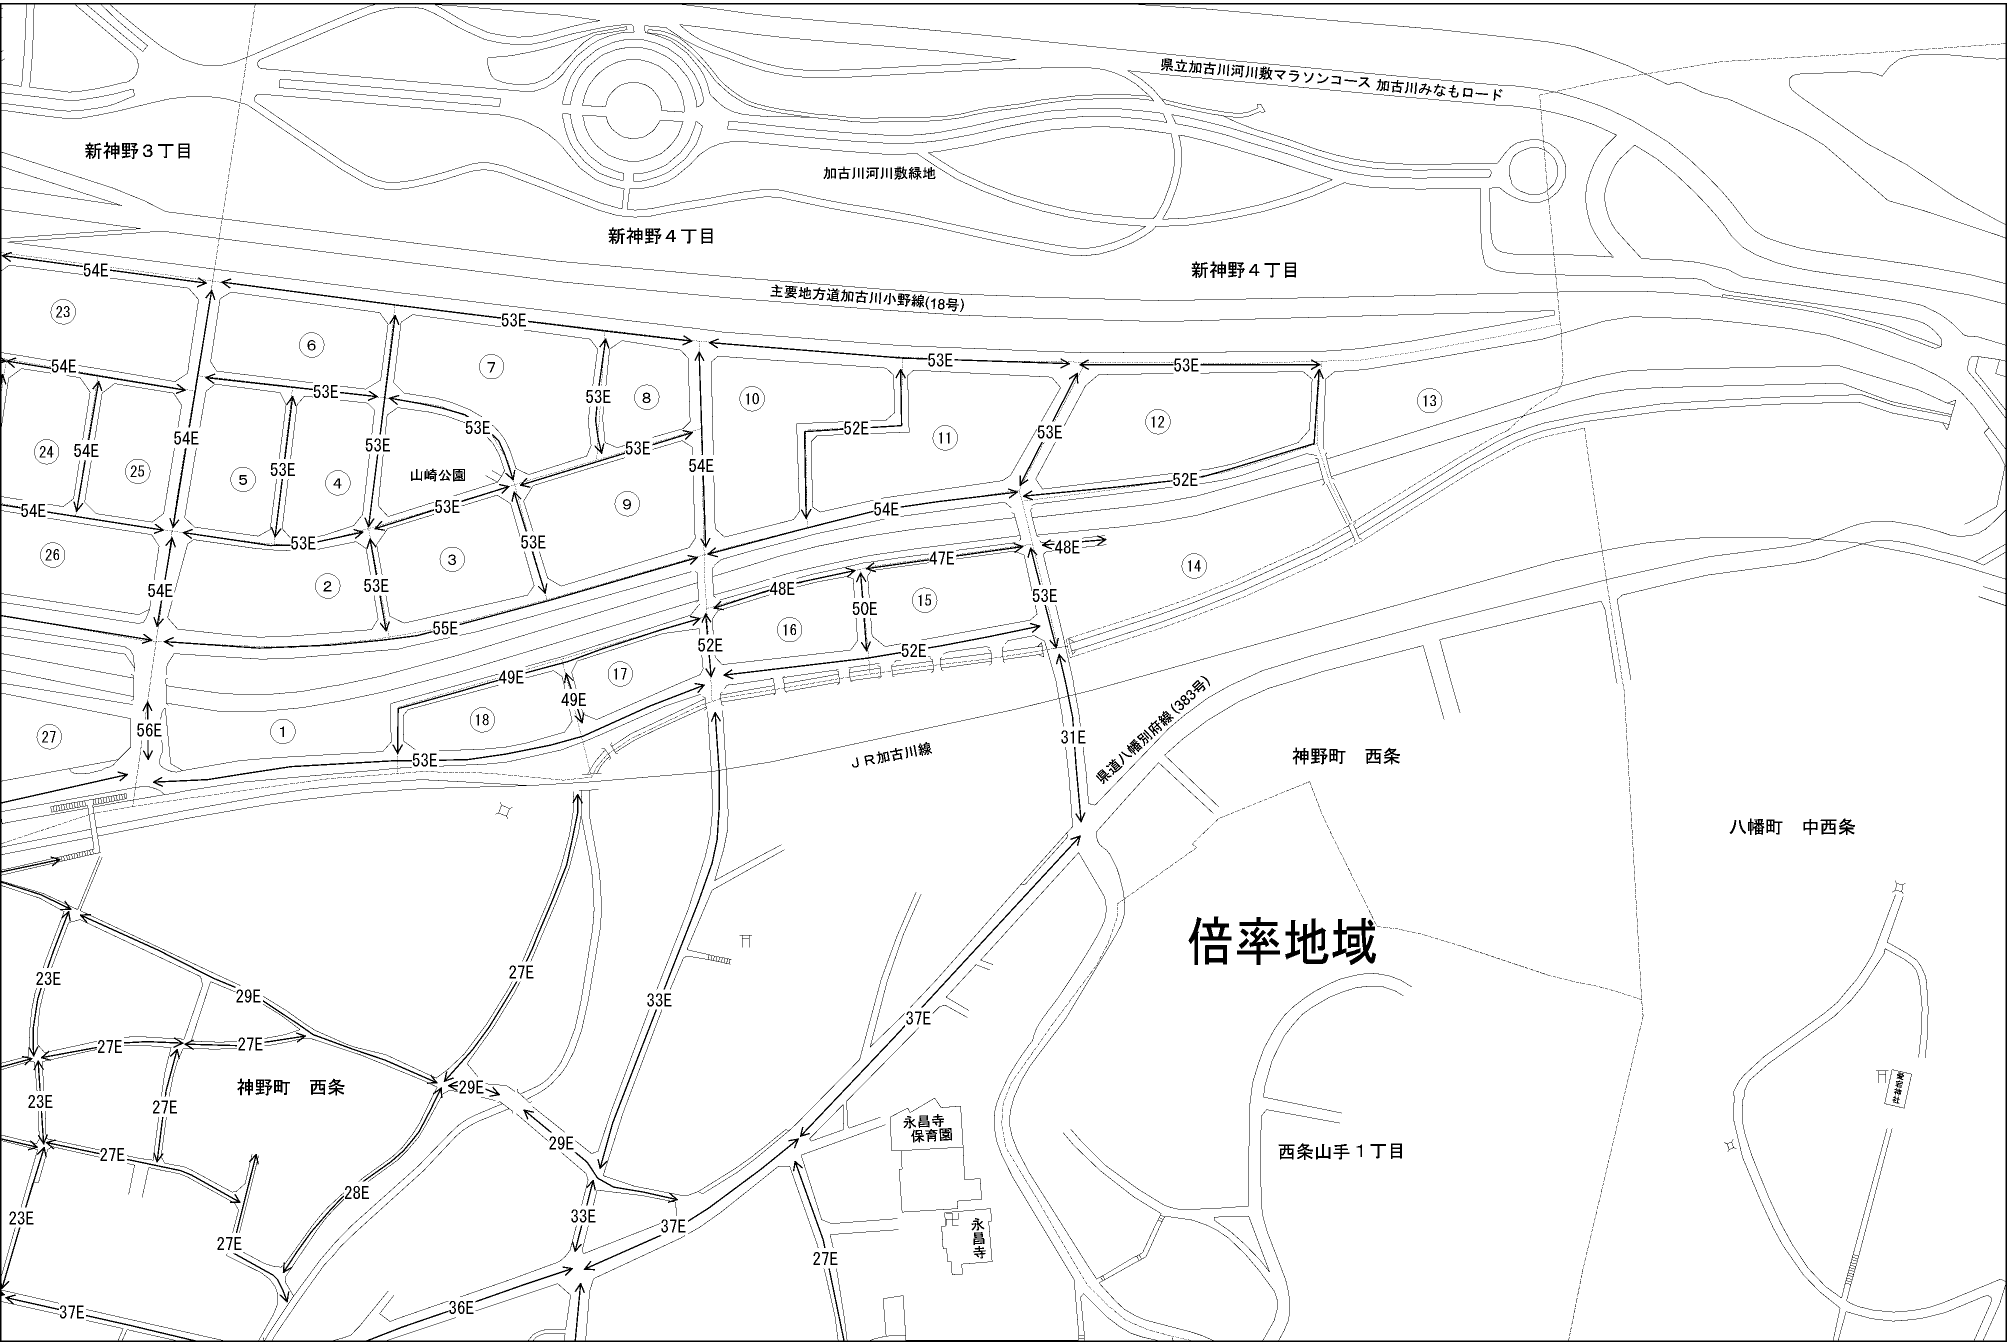 県立加古川河川敷マラソンコース 加古川みなもロード
新神野３丁目
加古川河川敷緑地
新神野４丁目
新神野４丁目
54E
主要地方道加古川小野線(18号)
23
53E
6
7
53E
53E
54E
53E
53E
8
10
13
12
53E
52E
53E
11
53E
54E
24
54E
53E
山崎公園
53E
54E
25
53E
5
4
52E
53E
9
54E
54E
53E
53E
26
3
48E
47E
14
54E
2
53E
48E
50E
15
53E
55E
16
52E
52E
49E
17
49E
18
56E
1
27
31E
53E
ＪＲ加古川線
県道八幡別府線(383号)
神野町　西条
八幡町　中西条
倍率地域
27E
23E
29E
33E
37E
27E
27E
神野町　西条
29E
23E
27E
永昌寺
保育園
29E
27E
西条山手１丁目
28E
23E
33E
37E
永昌寺
27E
27E
37E
36E
愛宕神社